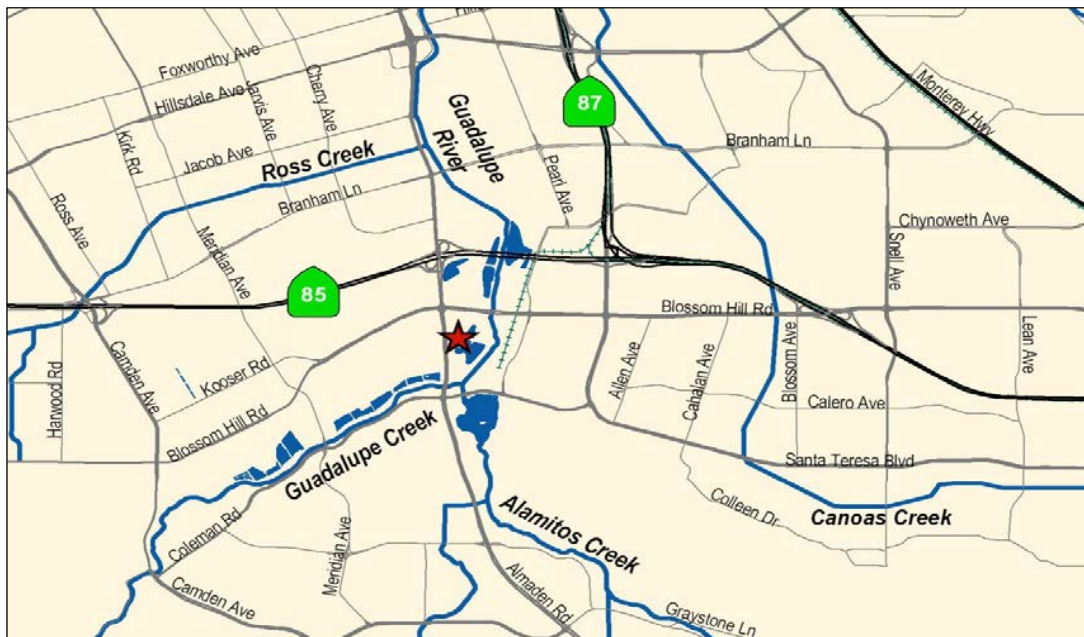 Foxworthy Ave
Hillsdale Ave
Jarvis Ave
Cherry Ave
Kirk Rd
Jacob Ave
Ross Creek
Branham Ln
Guadalupe
River
87
Pearl Ave
Branham Ln
Monterey Hwy
Ross Ave
Meridian Ave
Chynoweth Ave
Snell Ave
85
Blossom Hill Rd
Camden Ave
Harwood Rd
Kooser Rd
Blossom Hill Rd
Allen Ave
Cahalan Ave
Blossom Ave
Lean Ave
Calero Ave
Guadalupe Creek
Santa Teresa Blvd
Colleen Dr
Canoas Creek
Coleman Rd
Meridian Ave
Alamitos Creek
Camden Ave
Almaden Rd
Graystone Ln